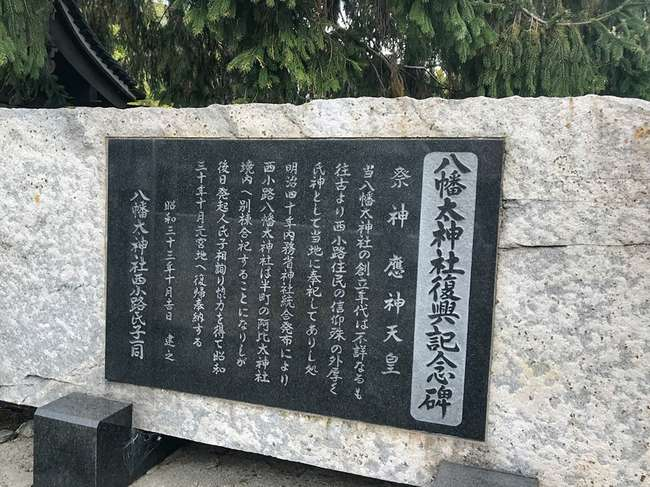 八幡太神社復興記念碑
祭神應神天皇
当八幡太神社の創立年代は不詳なるも
往古より西小路住民の信仰殊の外厚く
氏神として当地に奉祀してありし処
明治四十年内務省神社統合発布により
西小路八幡太神社は半町の阿比太神社
境内へ別棟合祀することになりしが
後日発起人氏子相詢り努力を得て昭和
三十年十月元宮地へ復帰奉納する
昭和三十三年十月吉日 建之
八幡太神社西小路氏子一同